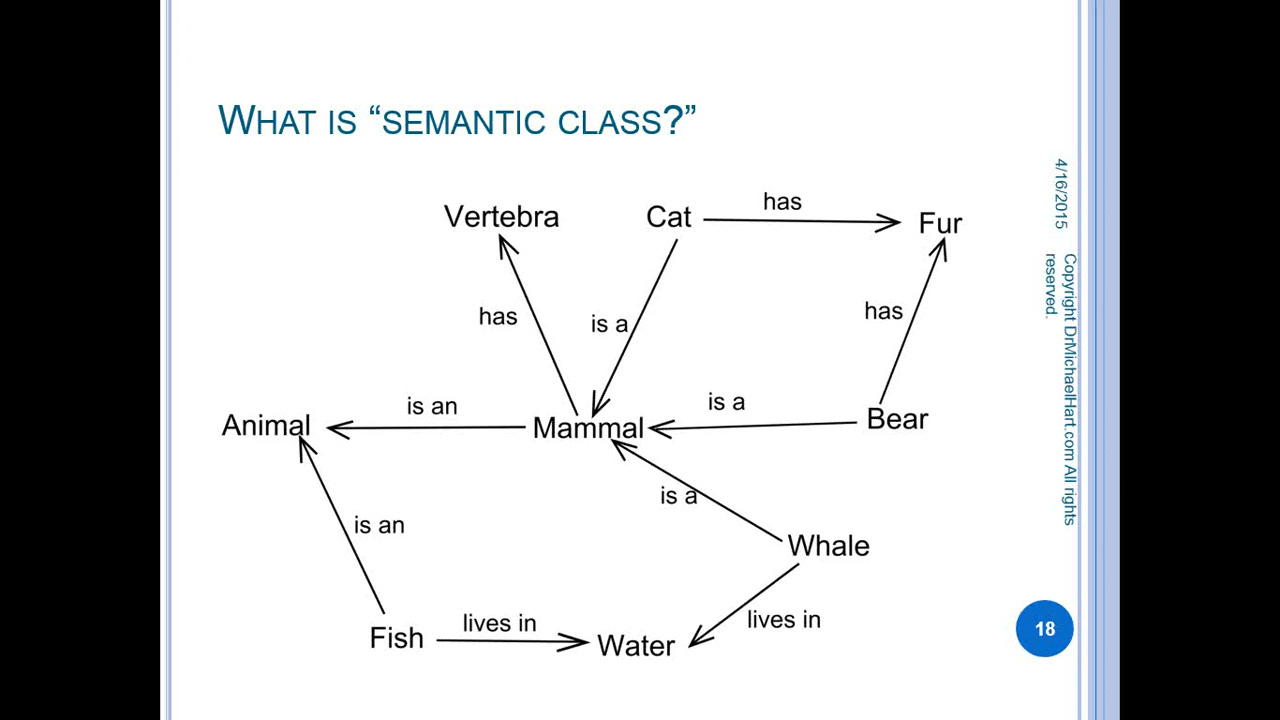 WHAT IS “SEMANTIC CLASS?”
Vertebra
Cat
has
Fur
has
is a
has
Animal
is an
Mammal
is a
Bear
is an
is a
Whale
Fish
lives in
Water
lives in
4/16/2015
Copyright DrMichaelHart.com All rights
reserved.
18